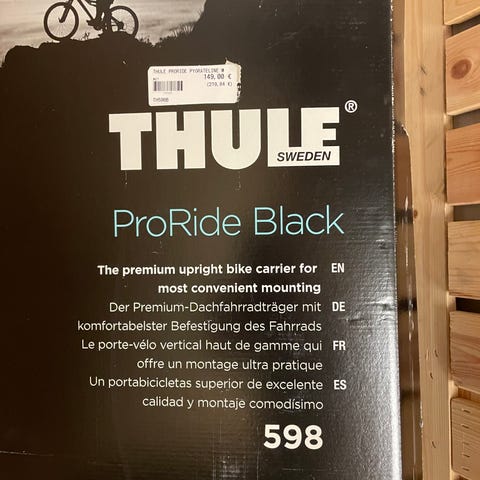 THULE PRORIDE PYÖRÄTELINE M
149,00 €
TH598B
THULE®
SWEDEN
ProRide Black
The premium upright bike carrier for EN
most convenient mounting
Der Premium-Dachfahrradträger mit DE
komfortabelster Befestigung des Fahrrads
Le porte-vélo vertical haut de gamme qui FR
offre un montage ultra pratique
Un portabicicletas superior de excelente ES
calidad y montaje comodísimo
598